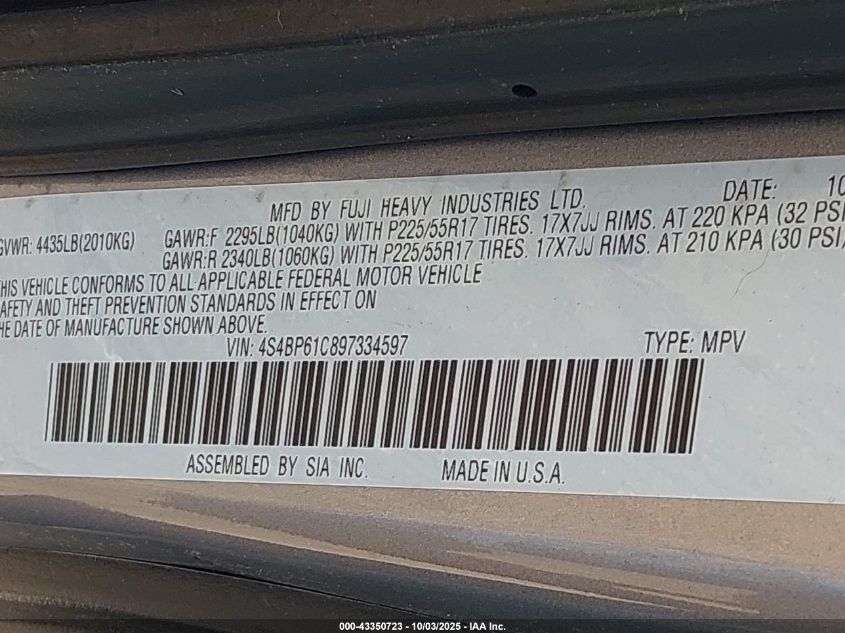 MFD BY FUJI HEAVY INDUSTRIES LTD. DATE: 10
GVWR: 4435LB(2010KG) GAWR:F 2295LB(1040KG) WITH P225/55R17 TIRES. 17X7JJ RIMS. AT 220 KPA (32 PSI
GAWR:R 2340LB(1060KG) WITH P225/55R17 TIRES. 17X7JJ RIMS. AT 210 KPA (30 PSI)
THIS VEHICLE CONFORMS TO ALL APPLICABLE FEDERAL MOTOR VEHICLE
SAFETY AND THEFT PREVENTION STANDARDS IN EFFECT ON
THE DATE OF MANUFACTURE SHOWN ABOVE.
VIN: 4S4BP61C897334597 TYPE: MPV
ASSEMBLED BY SIA INC. MADE IN U.S.A.
000-43350723 - 10/03/2025 - IAA Inc.